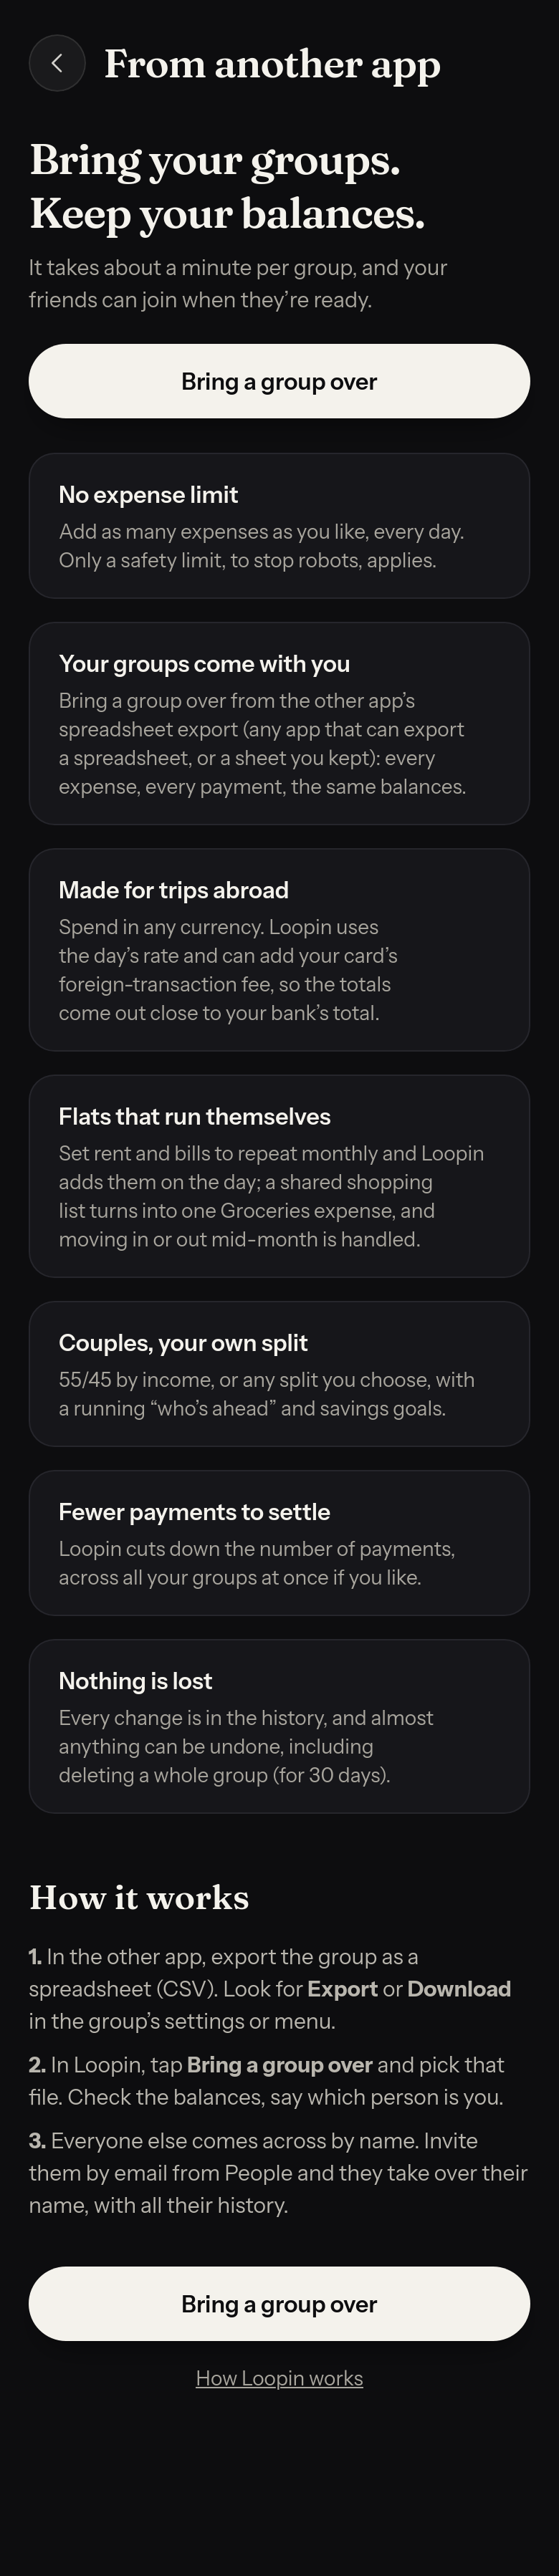 From another app
Bring your groups.
Keep your balances.
It takes about a minute per group, and your
friends can join when they’re ready.
Bring a group over
No expense limit
Add as many expenses as you like, every day.
Only a safety limit, to stop robots, applies.
Your groups come with you
Bring a group over from the other app’s
spreadsheet export (any app that can export
a spreadsheet, or a sheet you kept): every
expense, every payment, the same balances.
Made for trips abroad
Spend in any currency. Loopin uses
the day’s rate and can add your card’s
foreign-transaction fee, so the totals
come out close to your bank’s total.
Flats that run themselves
Set rent and bills to repeat monthly and Loopin
adds them on the day; a shared shopping
list turns into one Groceries expense, and
moving in or out mid-month is handled.
Couples, your own split
55/45 by income, or any split you choose, with
a running “who’s ahead” and savings goals.
Fewer payments to settle
Loopin cuts down the number of payments,
across all your groups at once if you like.
Nothing is lost
Every change is in the history, and almost
anything can be undone, including
deleting a whole group (for 30 days).
How it works
1. In the other app, export the group as a
spreadsheet (CSV). Look for Export or Download
in the group’s settings or menu.
2. In Loopin, tap Bring a group over and pick that
file. Check the balances, say which person is you.
3. Everyone else comes across by name. Invite
them by email from People and they take over their
name, with all their history.
Bring a group over
How Loopin works